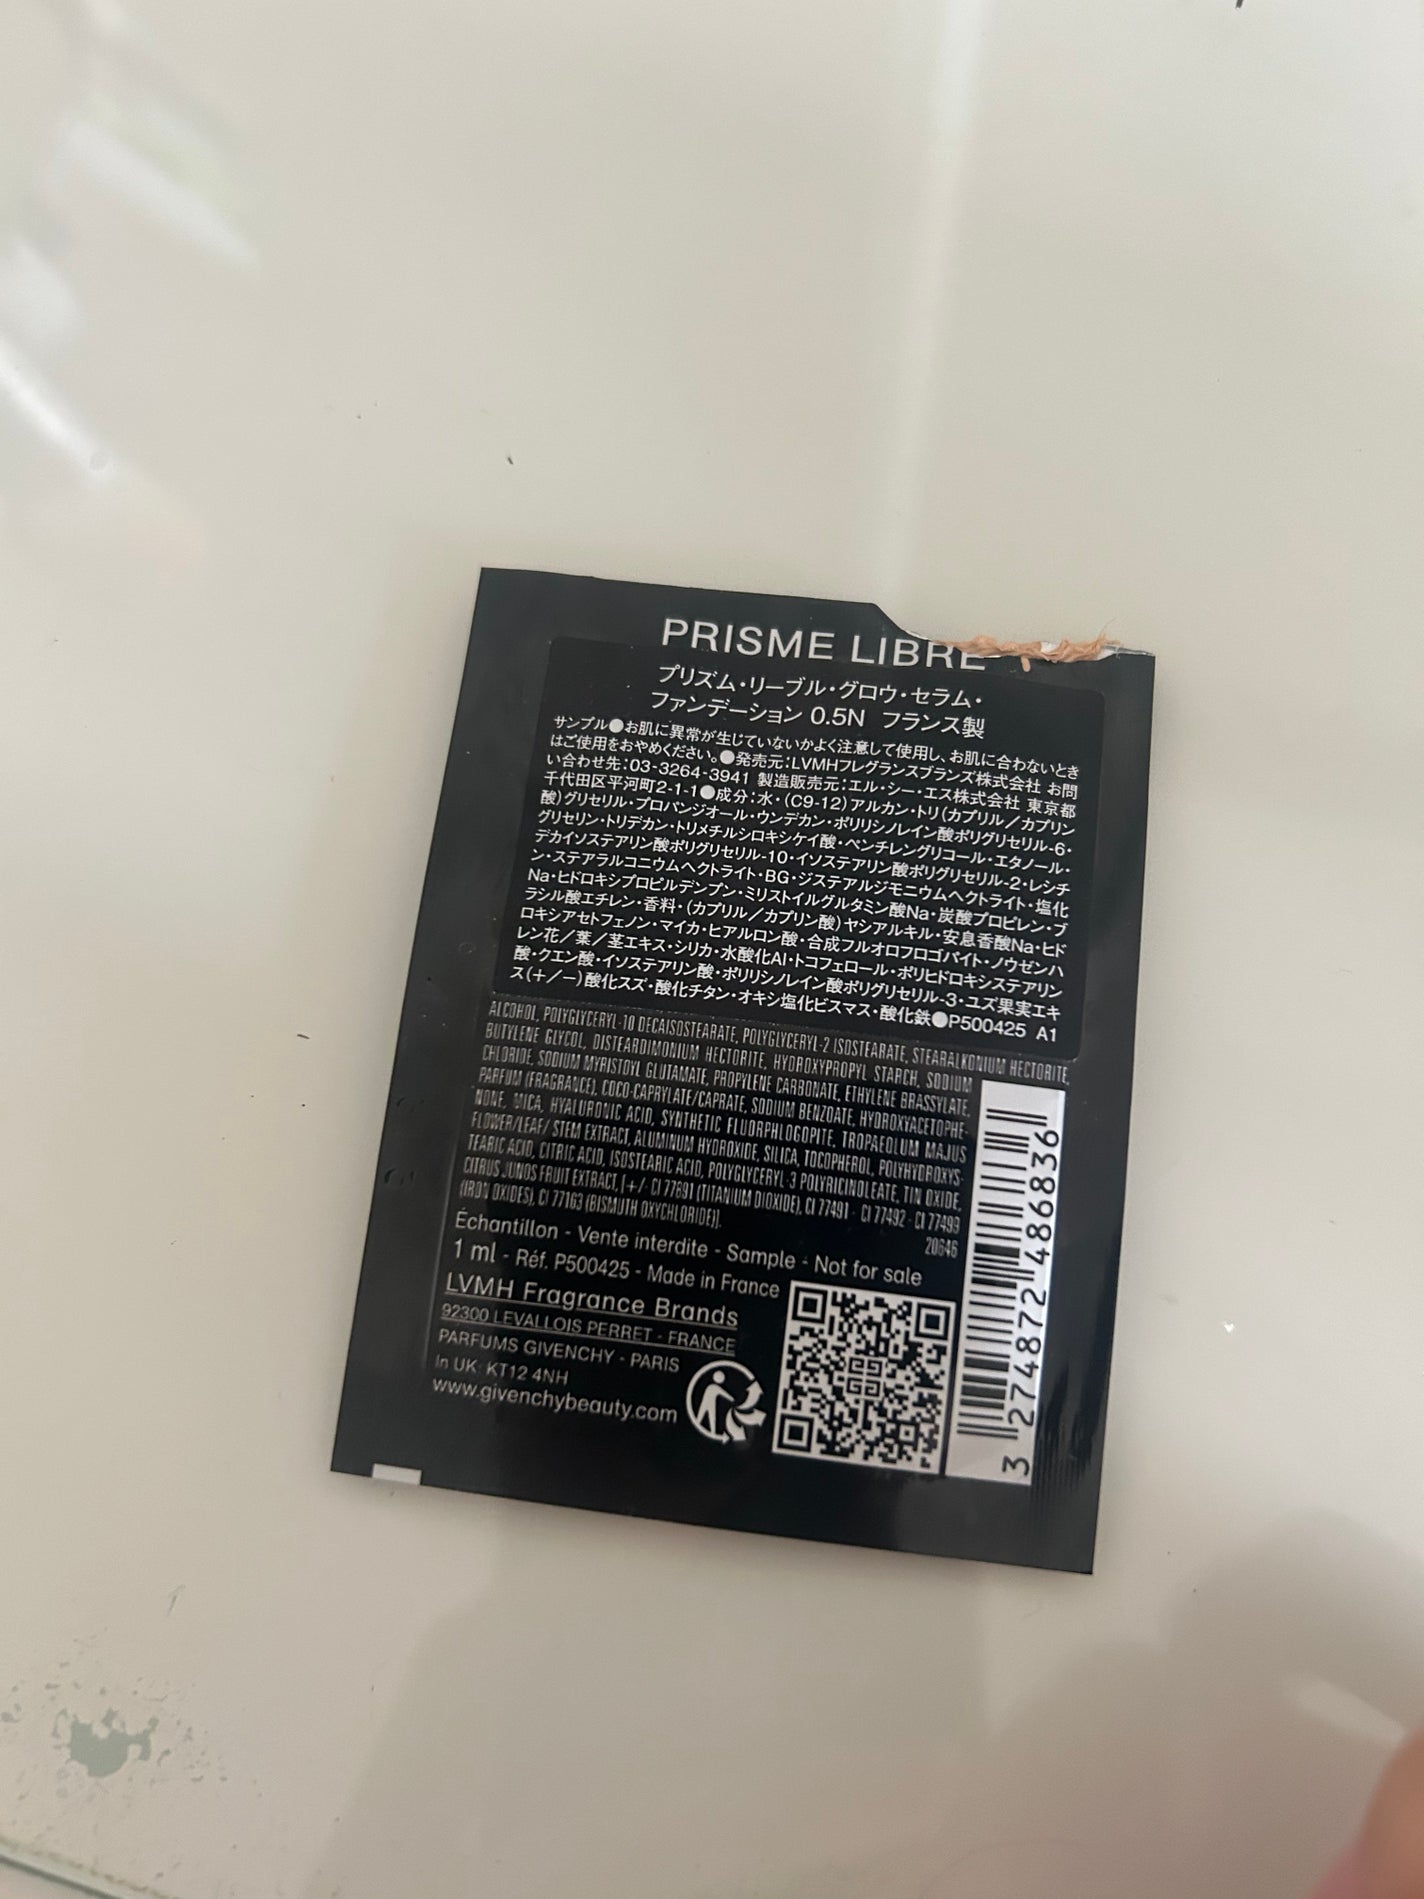 PRISME LIBRE
プリズム・リーブル・グロウ・セラム・
ファンデーション 0.5N フランス製
サンプル●お肌に異常が生じていないかよく注意して使用し、お肌に合わないとき
はご使用をおやめください。●発売元:LVMHフレグランスブランズ株式会社 お問
い合わせ先:03-3264-3941 製造販売元:エル・シー・エス株式会社 東京都
千代田区平河町2-1-1●成分:水・(C9-12)アルカン・トリ(カプリル/カプリン
酸)グリセリル・プロパンジオール・ウンデカン・ポリリシノレイン酸ポリグリセリル-6・
グリセリン・トリデカン・トリメチルシロキシケイ酸・ペンチレングリコール・エタノール・
デカイソステアリン酸ポリグリセリル-10・イソステアリン酸ポリグリセリル-2・レシチ
ン・ステアラルコニウムヘクトライト・BG・ジステアルジモニウムヘクトライト・塩化
Na・ヒドロキシプロピルデンプン・ミリストイルグルタミン酸Na・炭酸プロピレン・ブ
ラシル酸エチレン・香料・(カプリル/カプリン酸)ヤシアルキル・安息香酸Na・ヒド
ロキシアセトフェノン・マイカ・ヒアルロン酸・合成フルオロフロゴパイト・ノウゼンハ
レン花/葉/茎エキス・シリカ・水酸化Al・トコフェロール・ポリヒドロキシステアリン
酸・クエン酸・イソステアリン酸・ポリリシノレイン酸ポリグリセリル-3・ユズ果実エキ
ス(+/-)酸化スズ・酸化チタン・オキシ塩化ビスマス・酸化鉄●P500425 A1
ALCOHOL, POLYGLYCERYL-10 DECAISOSTEARATE, POLYGLYCERYL-2 ISOSTEARATE, STEARALKONIUM HECTORITE,
BUTYLENE GLYCOL, DISTEARDIMONIUM HECTORITE, HYDROXYPROPYL STARCH, SODIUM
CHLORIDE, SODIUM MYRISTOYL GLUTAMATE, PROPYLENE CARBONATE, ETHYLENE BRASSYLATE,
PARFUM (FRAGRANCE), COCO-CAPRYLATE/CAPRATE, SODIUM BENZOATE, HYDROXYACETOPHE-
NONE, MICA, HYALURONIC ACID, SYNTHETIC FLUORPHLOGOPITE, TROPAEOLUM MAJUS
FLOWER/LEAF/ STEM EXTRACT, ALUMINUM HYDROXIDE, SILICA, TOCOPHEROL, POLYHYDROXYS-
TEARIC ACID, CITRIC ACID, ISOSTEARIC ACID, POLYGLYCERYL-3 POLYRICINOLEATE, TIN OXIDE,
CITRUS JUNOS FRUIT EXTRACT, [+/- CI 77891 (TITANIUM DIOXIDE), CI 77491 - CI 77492 - CI 77499
(IRON OXIDES), CI 77163 (BISMUTH OXYCHLORIDE)].
20646
Échantillon - Vente interdite - Sample - Not for sale
1 ml - Réf. P500425 - Made in France
LVMH Fragrance Brands
92300 LEVALLOIS PERRET - FRANCE
PARFUMS GIVENCHY - PARIS
In UK: KT12 4NH
www.givenchybeauty.com
3 274872 486836